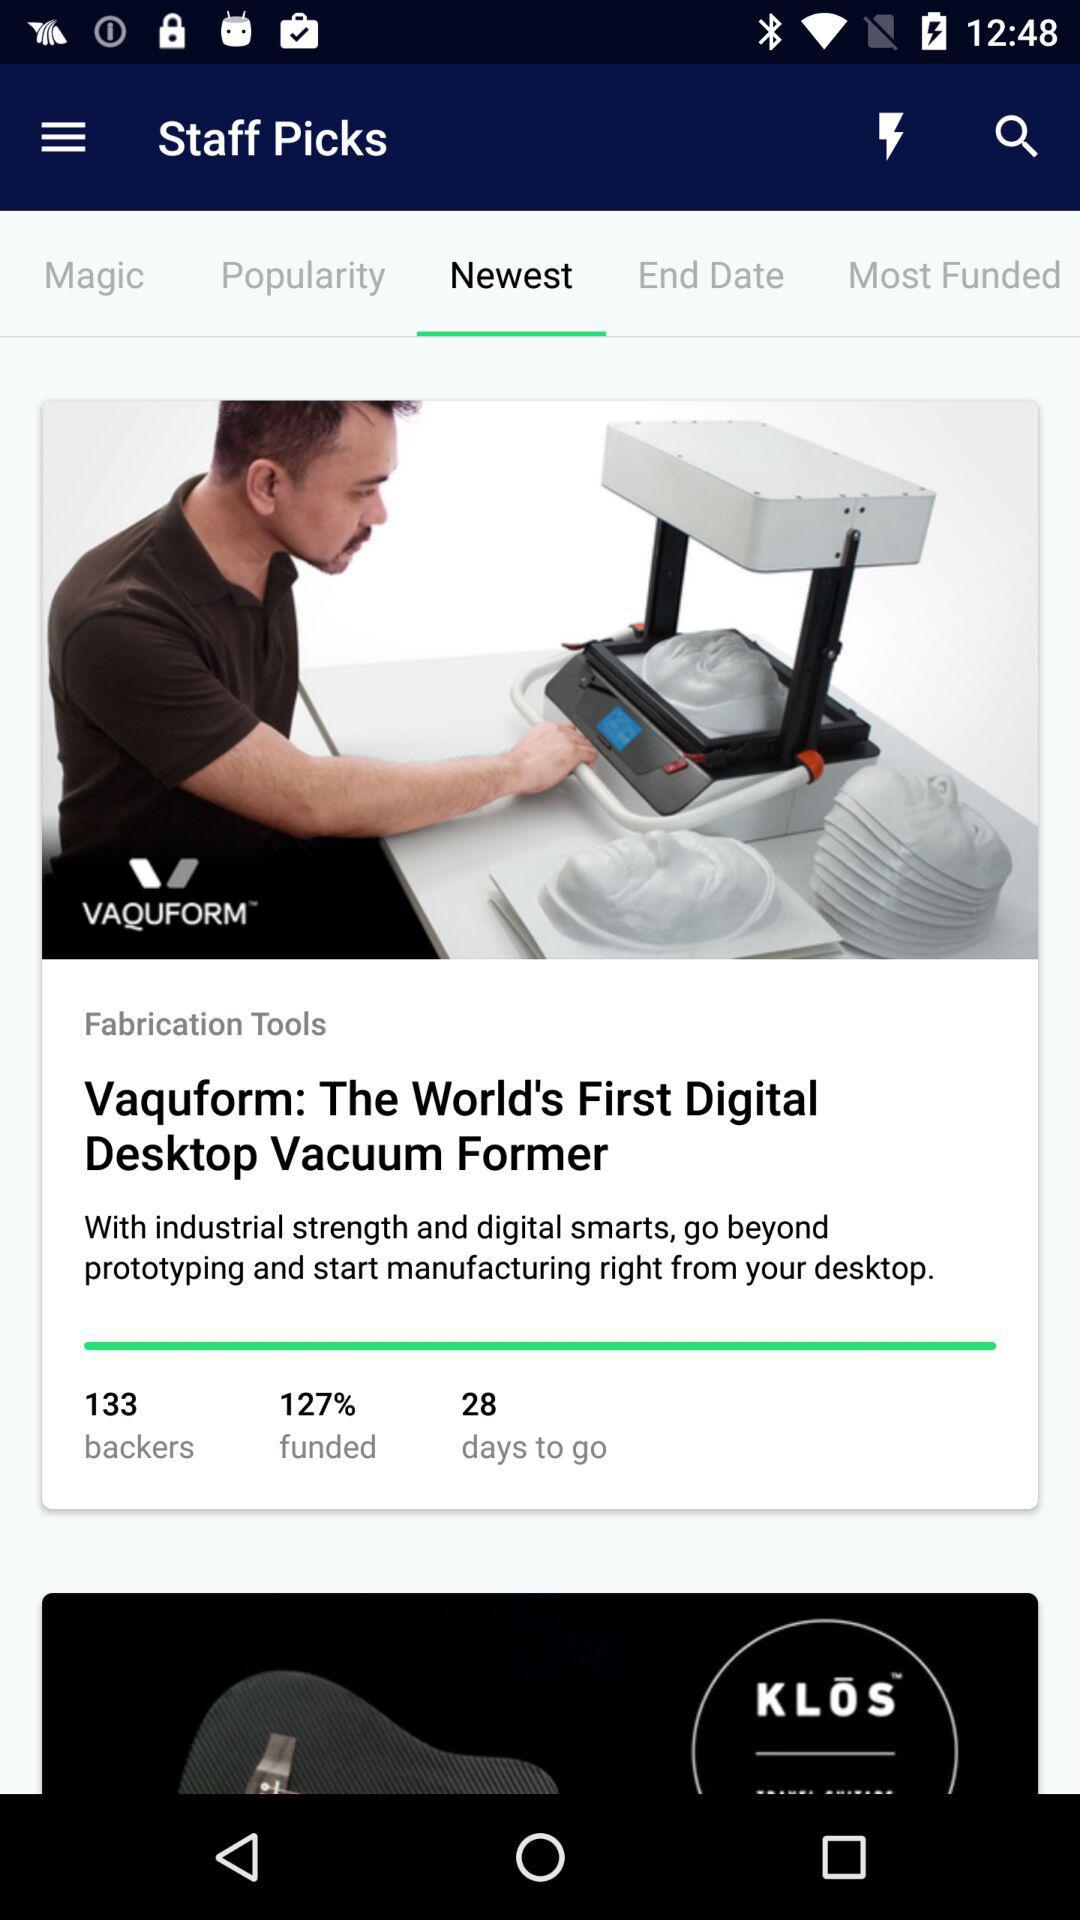 12:48
Staff Picks
Magic Popularity Newest End Date Most Funded
VAQUFORM™
Fabrication Tools
Vaquform: The World's First Digital
Desktop Vacuum Former
With industrial strength and digital smarts, go beyond
prototyping and start manufacturing right from your desktop.
133 127% 28
backers funded days to go
KLŌS™